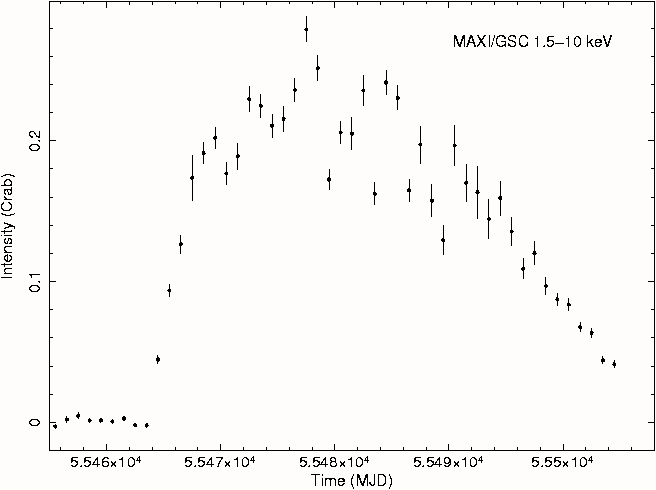 MAXI/GSC 1.5–10 keV
Intensity (Crab)
0.2
0.1
0
5.546×10⁴ 5.547×10⁴ 5.548×10⁴ 5.549×10⁴ 5.55×10⁴
Time (MJD)